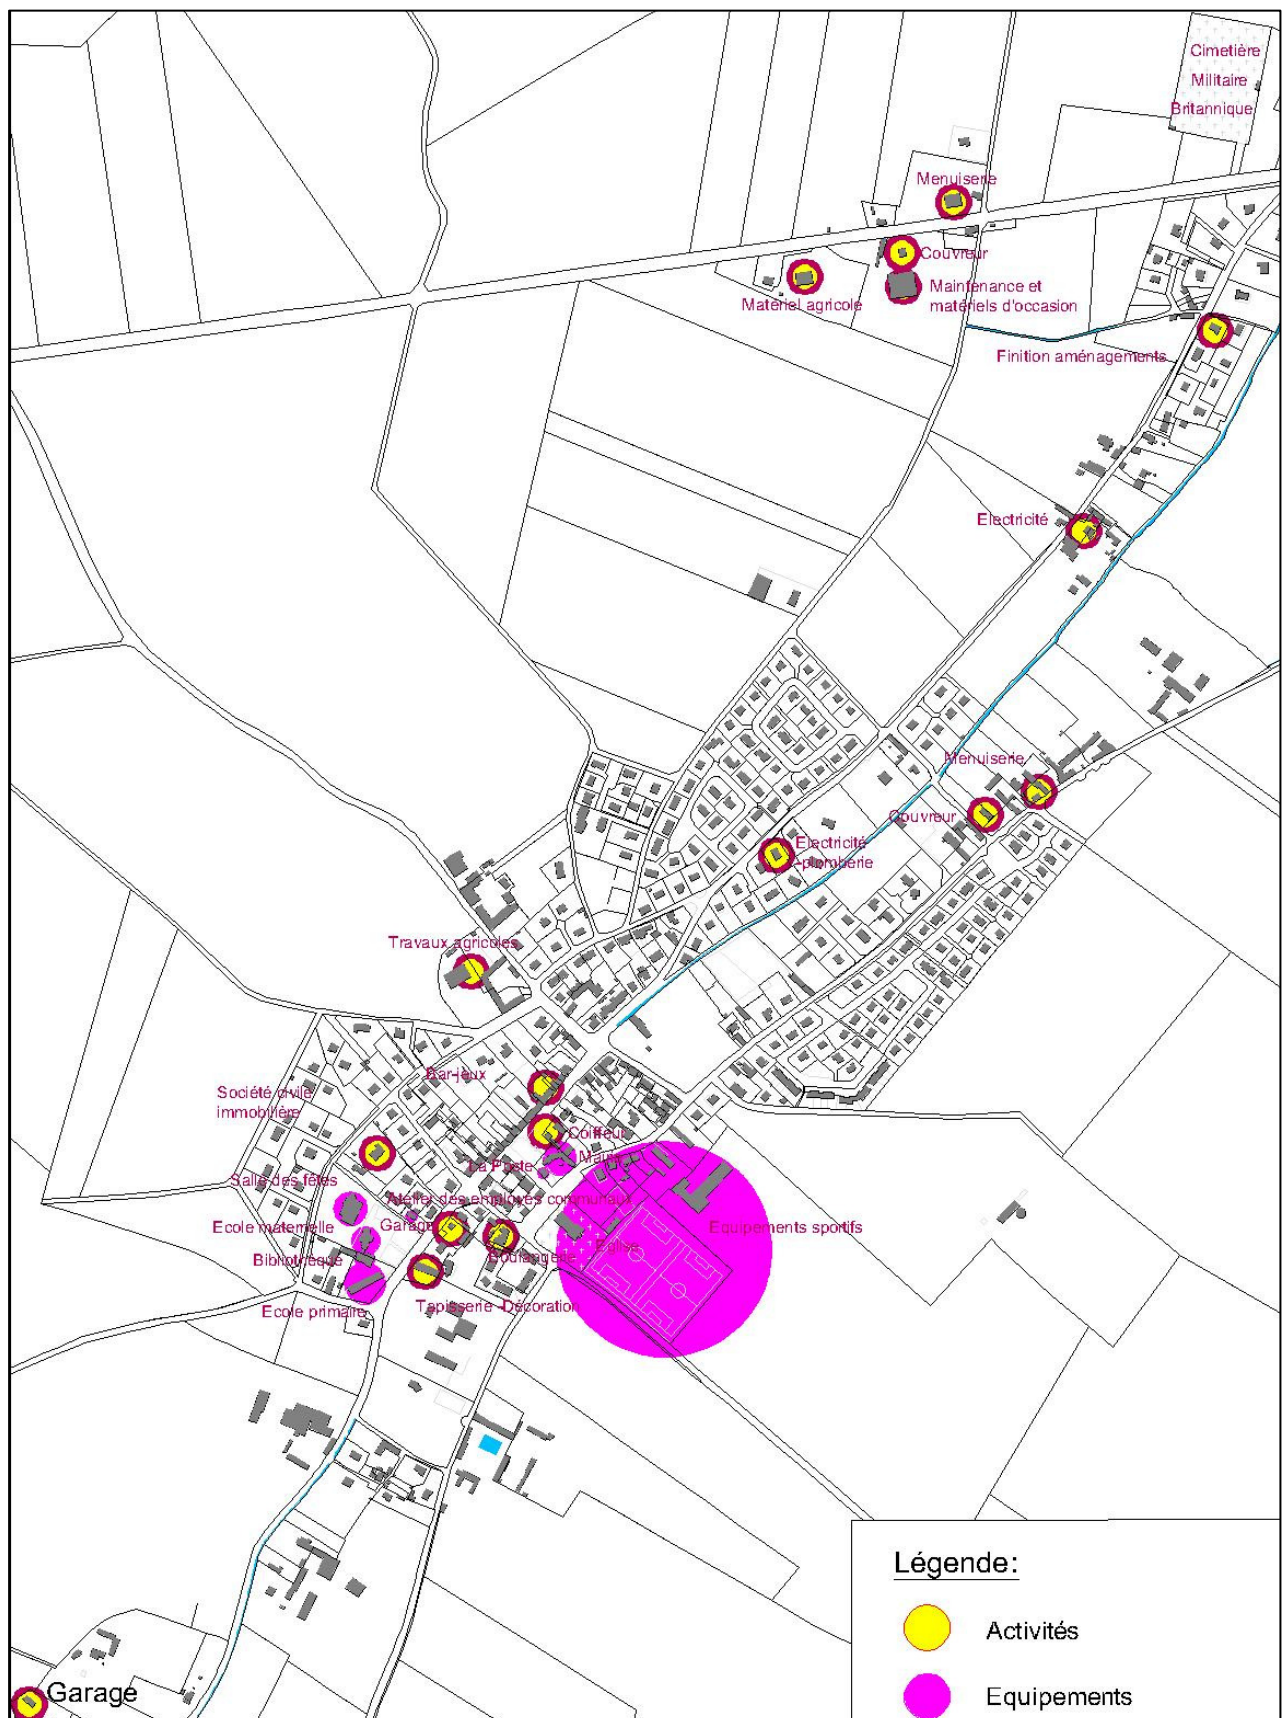 Cimetière
Militaire
Britannique
Menuiserie
Couvreur
Maintenance et
matériels d'occasion
Matériel agricole
Finition aménagements
Electricité
Menuiserie
Couvreur
Electricité
-plomberie
Travaux agricoles
Bar-jeux
Société civile
immobilière
Coiffeur
Mairie
La Poste
Salle des fêtes
Atelier des employés communaux
Ecole maternelle
Garage
Equipements sportifs
Eglise
Boulangerie
Bibliothèque
Ecole primaire
Tapisserie -Décoration
Légende:
Activités
Equipements
Garage